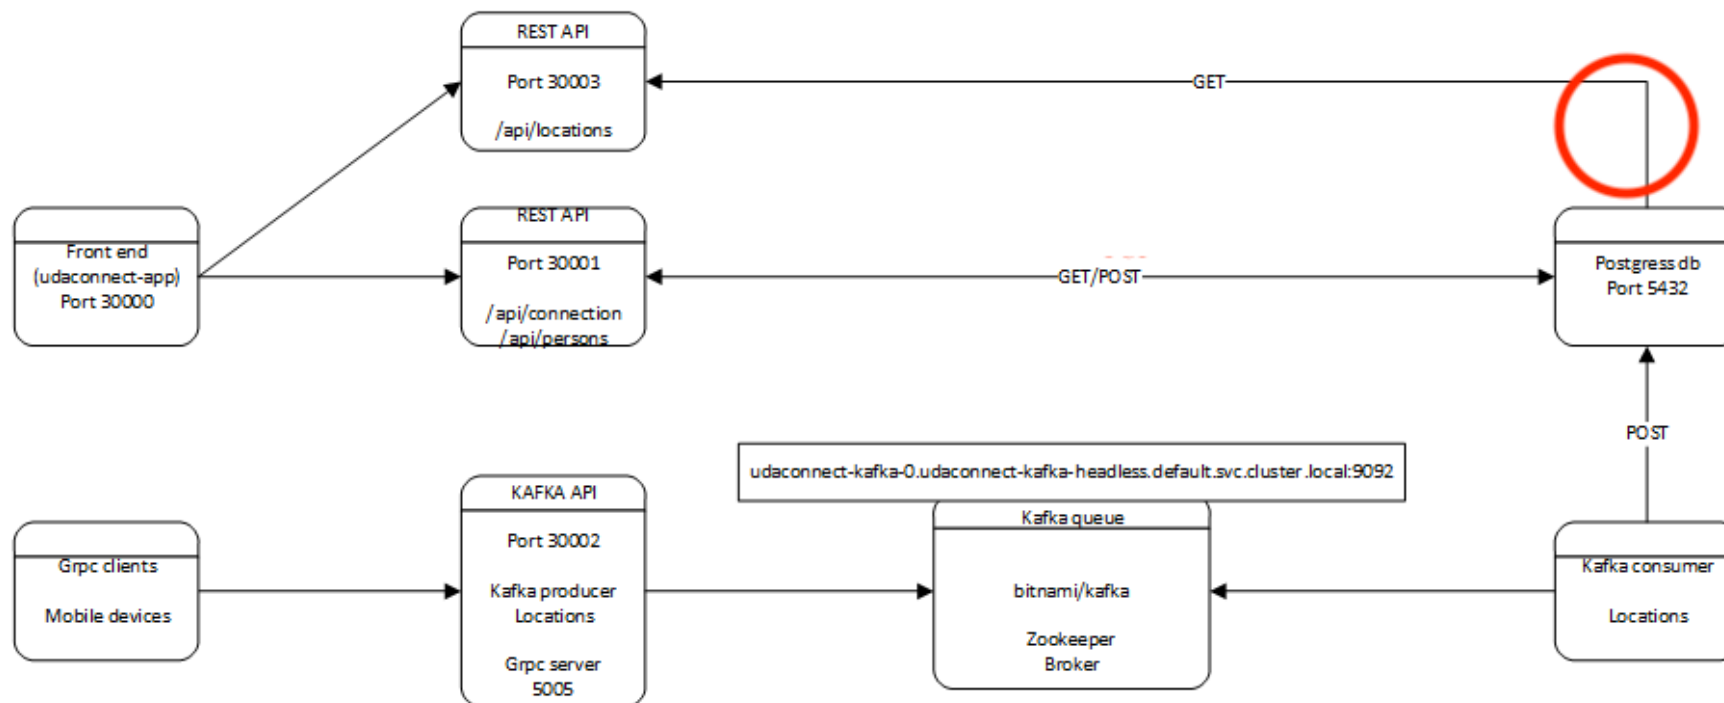 REST API
Port 30003
/api/locations
GET
Front end
(udaconnect-app)
Port 30000
REST API
Port 30001
/api/connection
/api/persons
GET/POST
Postgress db
Port 5432
POST
udaconnect-kafka-0.udaconnect-kafka-headless.default.svc.cluster.local:9092
Grpc clients
Mobile devices
KAFKA API
Port 30002
Kafka producer
Locations
Grpc server
5005
Kafka queue
bitnami/kafka
Zookeeper
Broker
Kafka consumer
Locations